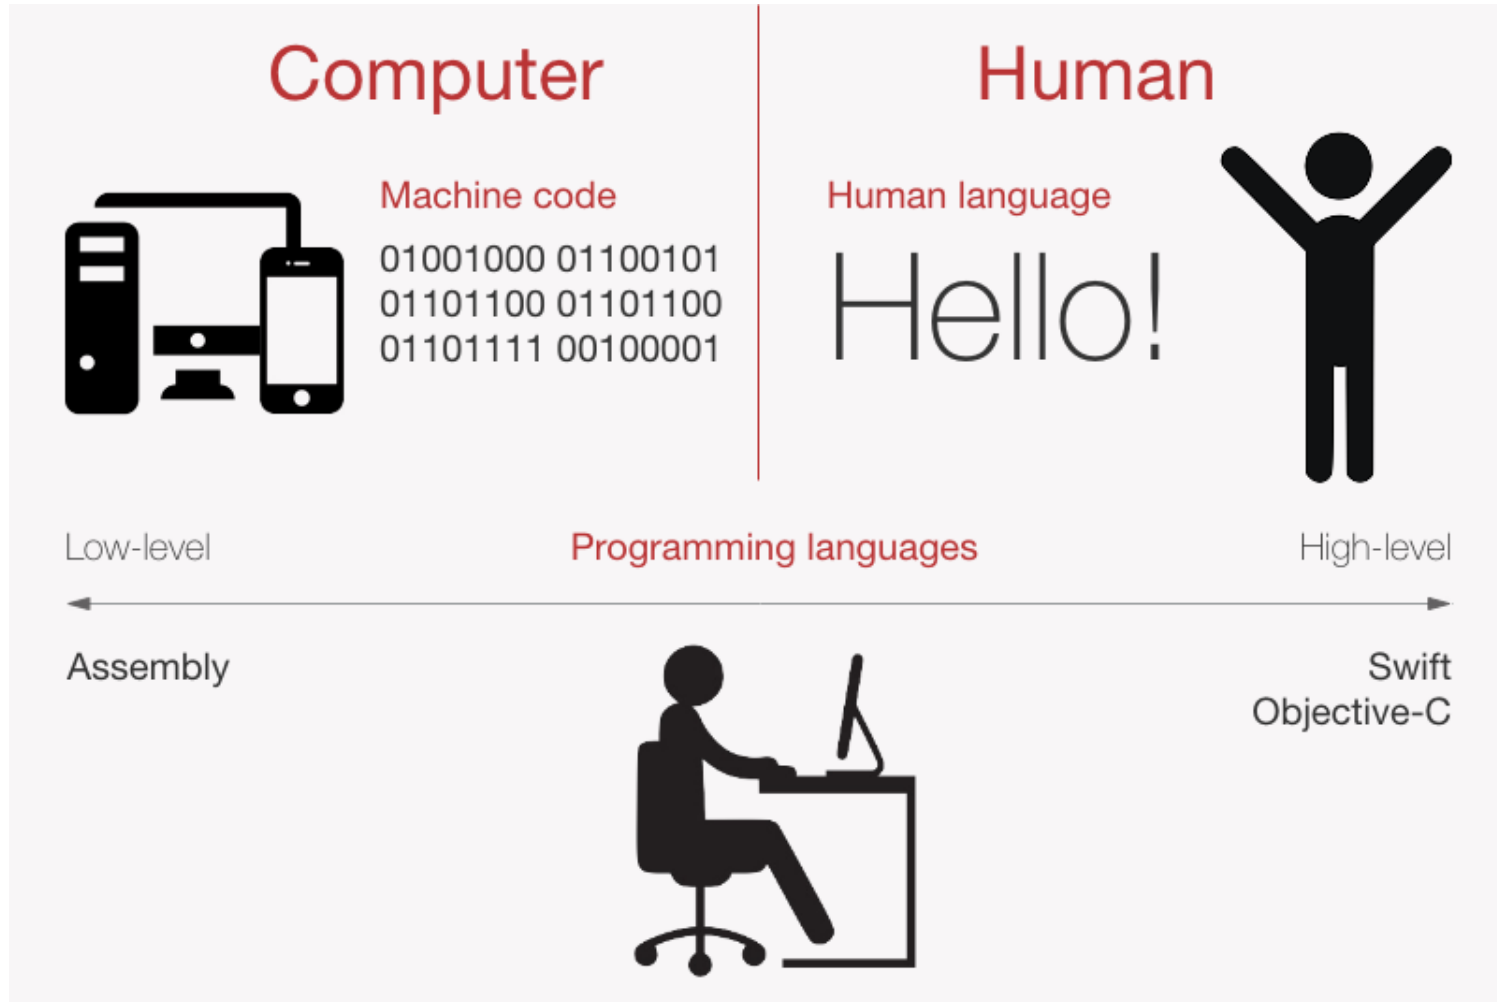 Computer
Human
Machine code
01001000 01100101
01101100 01101100
01101111 00100001
Human language
Hello!
Low-level
Programming languages
High-level
Assembly
Swift
Objective-C